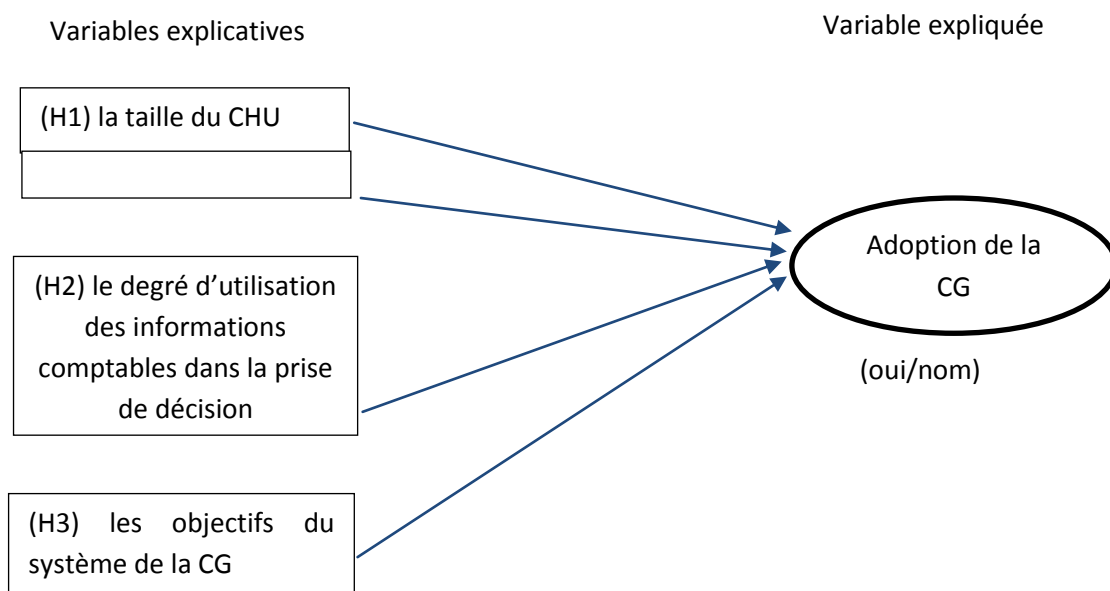 Variables explicatives
Variable expliquée
(H1) la taille du CHU
(H2) le degré d’utilisation
des informations
comptables dans la prise
de décision
(H3) les objectifs du
système de la CG
Adoption de la
CG
(oui/nom)